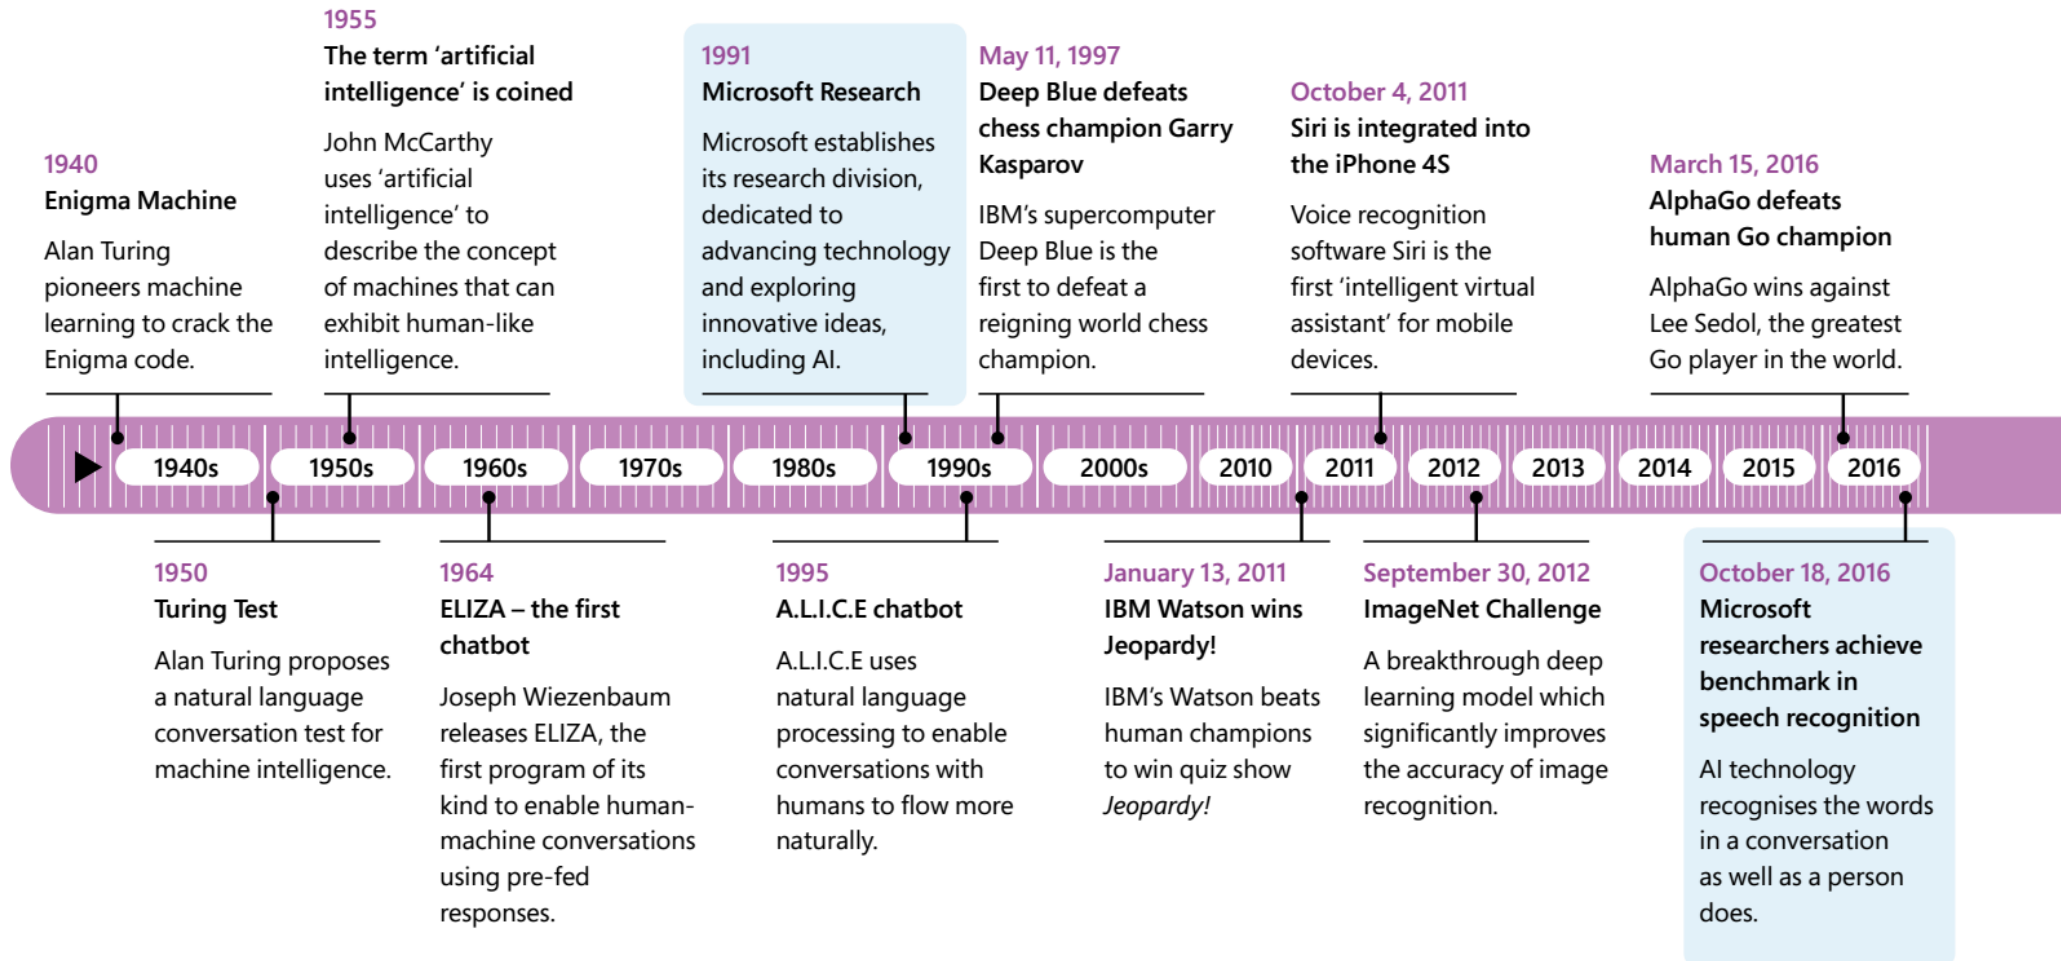 1940
Enigma Machine
Alan Turing
pioneers machine
learning to crack the
Enigma code.
1955
The term ‘artificial
intelligence’ is coined
John McCarthy
uses ‘artificial
intelligence’ to
describe the concept
of machines that can
exhibit human-like
intelligence.
1991
Microsoft Research
Microsoft establishes
its research division,
dedicated to
advancing technology
and exploring
innovative ideas,
including AI.
May 11, 1997
Deep Blue defeats
chess champion Garry
Kasparov
IBM’s supercomputer
Deep Blue is the
first to defeat a
reigning world chess
champion.
October 4, 2011
Siri is integrated into
the iPhone 4S
Voice recognition
software Siri is the
first ‘intelligent virtual
assistant’ for mobile
devices.
March 15, 2016
AlphaGo defeats
human Go champion
AlphaGo wins against
Lee Sedol, the greatest
Go player in the world.
1940s 1950s 1960s 1970s 1980s 1990s 2000s 2010 2011 2012 2013 2014 2015 2016
1950
Turing Test
Alan Turing proposes
a natural language
conversation test for
machine intelligence.
1964
ELIZA – the first
chatbot
Joseph Wiezenbaum
releases ELIZA, the
first program of its
kind to enable human-
machine conversations
using pre-fed
responses.
1995
A.L.I.C.E chatbot
A.L.I.C.E uses
natural language
processing to enable
conversations with
humans to flow more
naturally.
January 13, 2011
IBM Watson wins
Jeopardy!
IBM’s Watson beats
human champions
to win quiz show
Jeopardy!
September 30, 2012
ImageNet Challenge
A breakthrough deep
learning model which
significantly improves
the accuracy of image
recognition.
October 18, 2016
Microsoft
researchers achieve
benchmark in
speech recognition
AI technology
recognises the words
in a conversation
as well as a person
does.